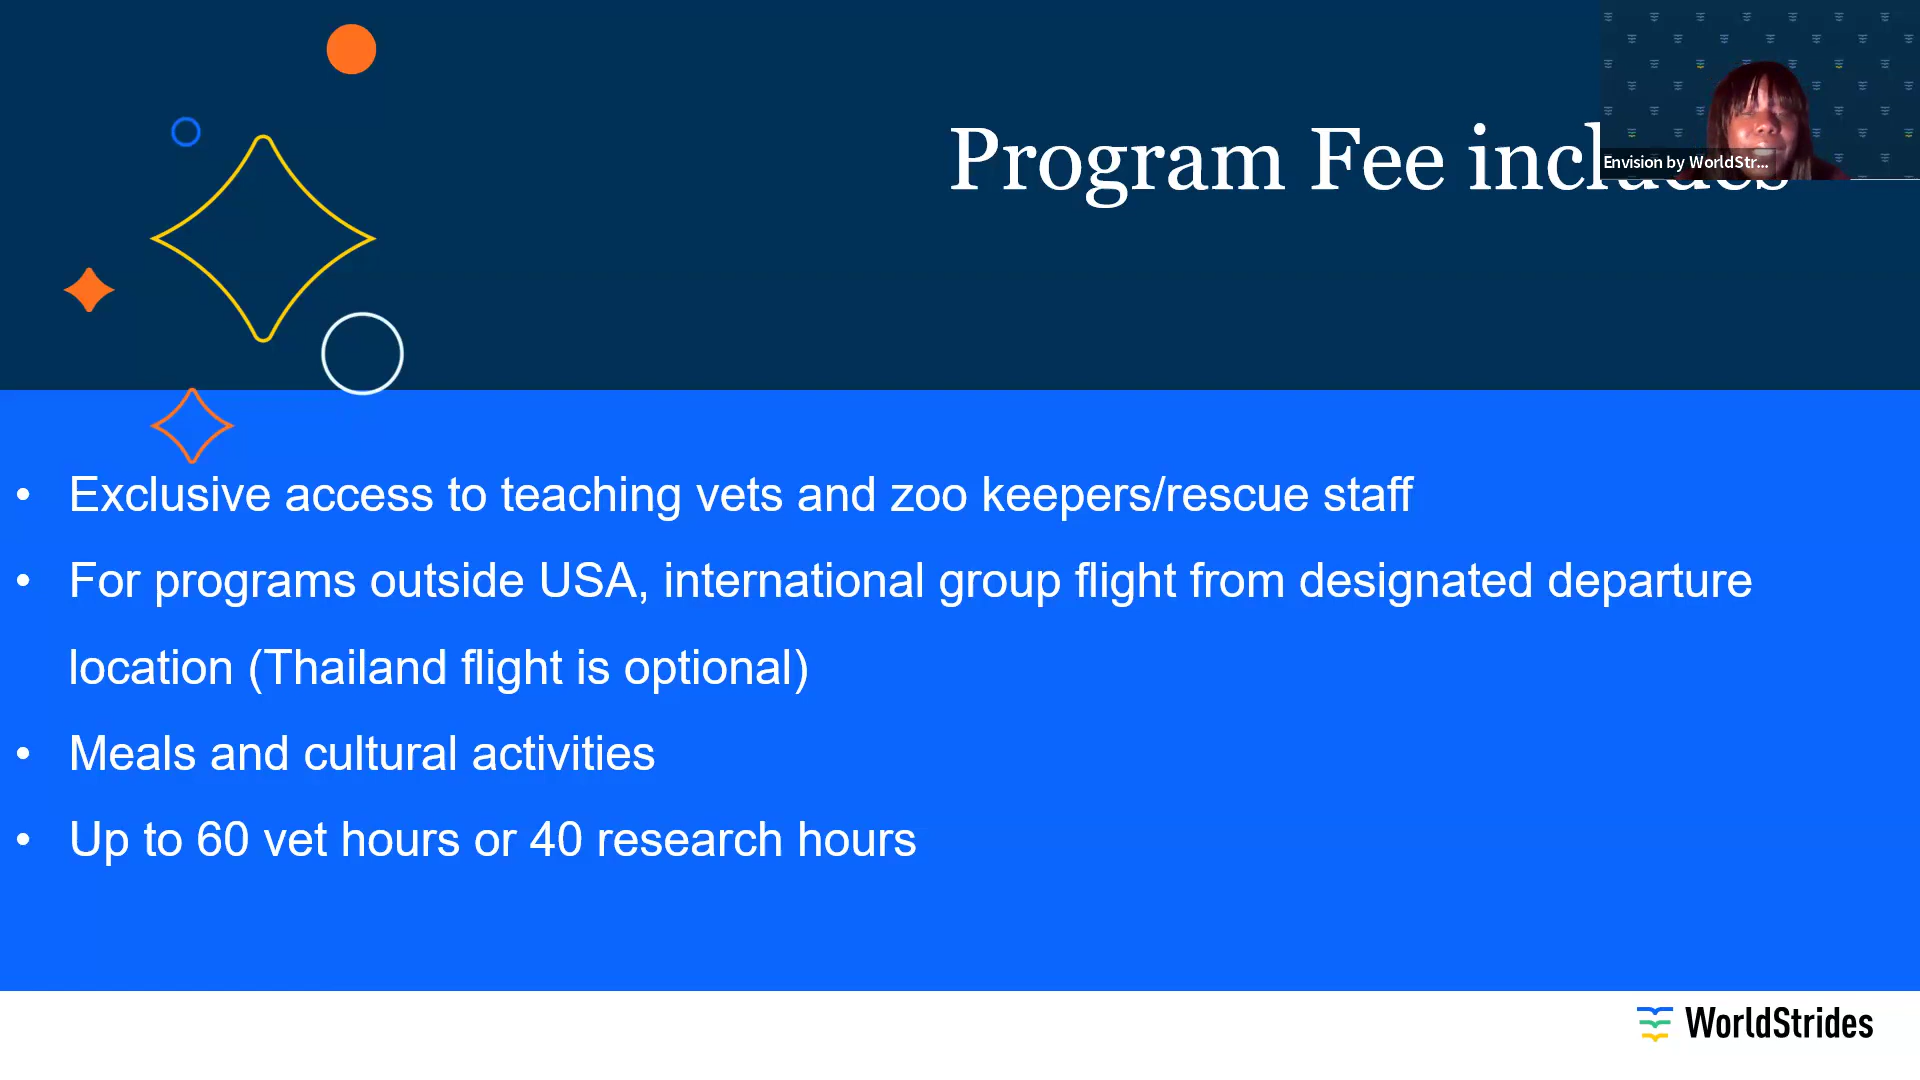 Program Fee includes
Envision by WorldStr...
• Exclusive access to teaching vets and zoo keepers/rescue staff
• For programs outside USA, international group flight from designated departure
location (Thailand flight is optional)
• Meals and cultural activities
• Up to 60 vet hours or 40 research hours
WorldStrides